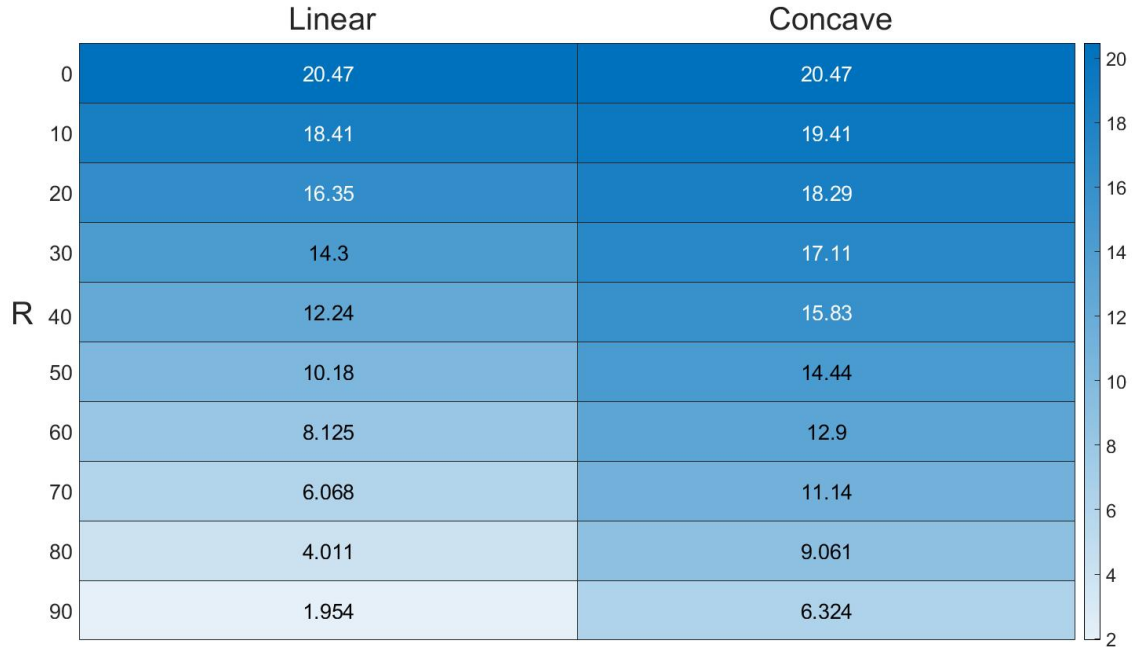 Linear Concave
0 20.47 20.47 20
10 18.41 19.41 18
20 16.35 18.29 16
30 14.3 17.11 14
R 40 12.24 15.83 12
50 10.18 14.44 10
60 8.125 12.9 8
70 6.068 11.14 6
80 4.011 9.061 4
90 1.954 6.324 2